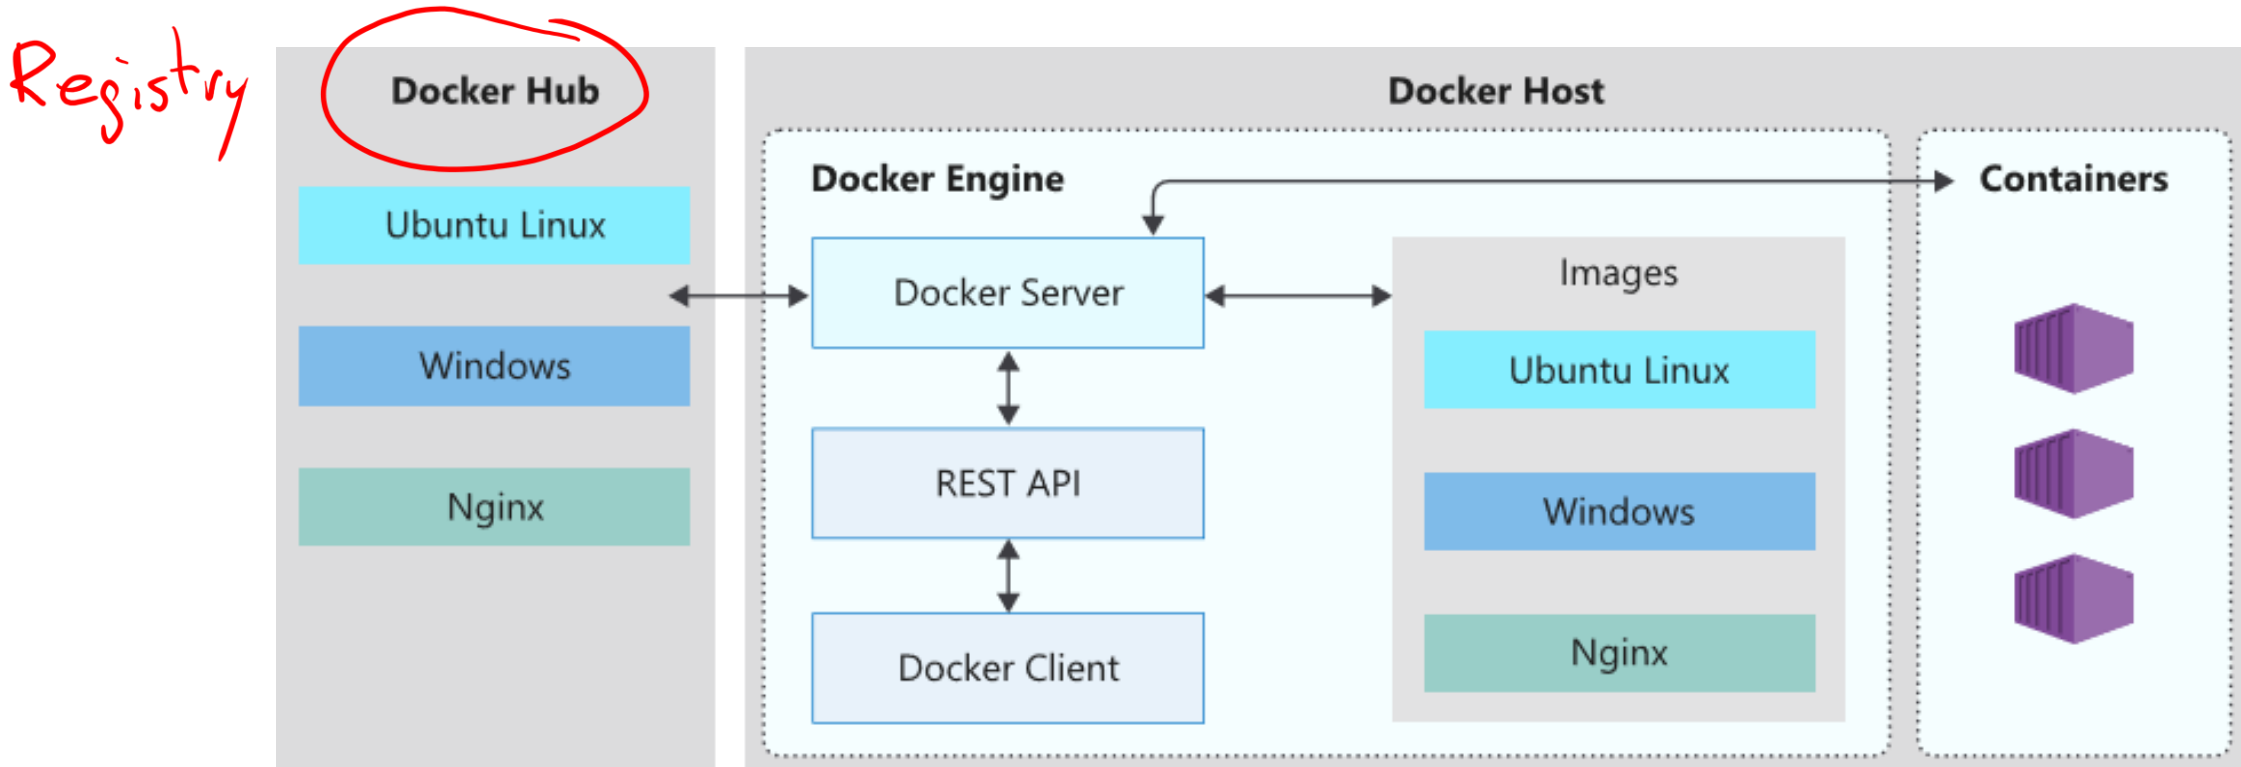 Registry
Docker Hub
Ubuntu Linux
Windows
Nginx
Docker Host
Docker Engine
Docker Server
REST API
Docker Client
Images
Ubuntu Linux
Windows
Nginx
Containers